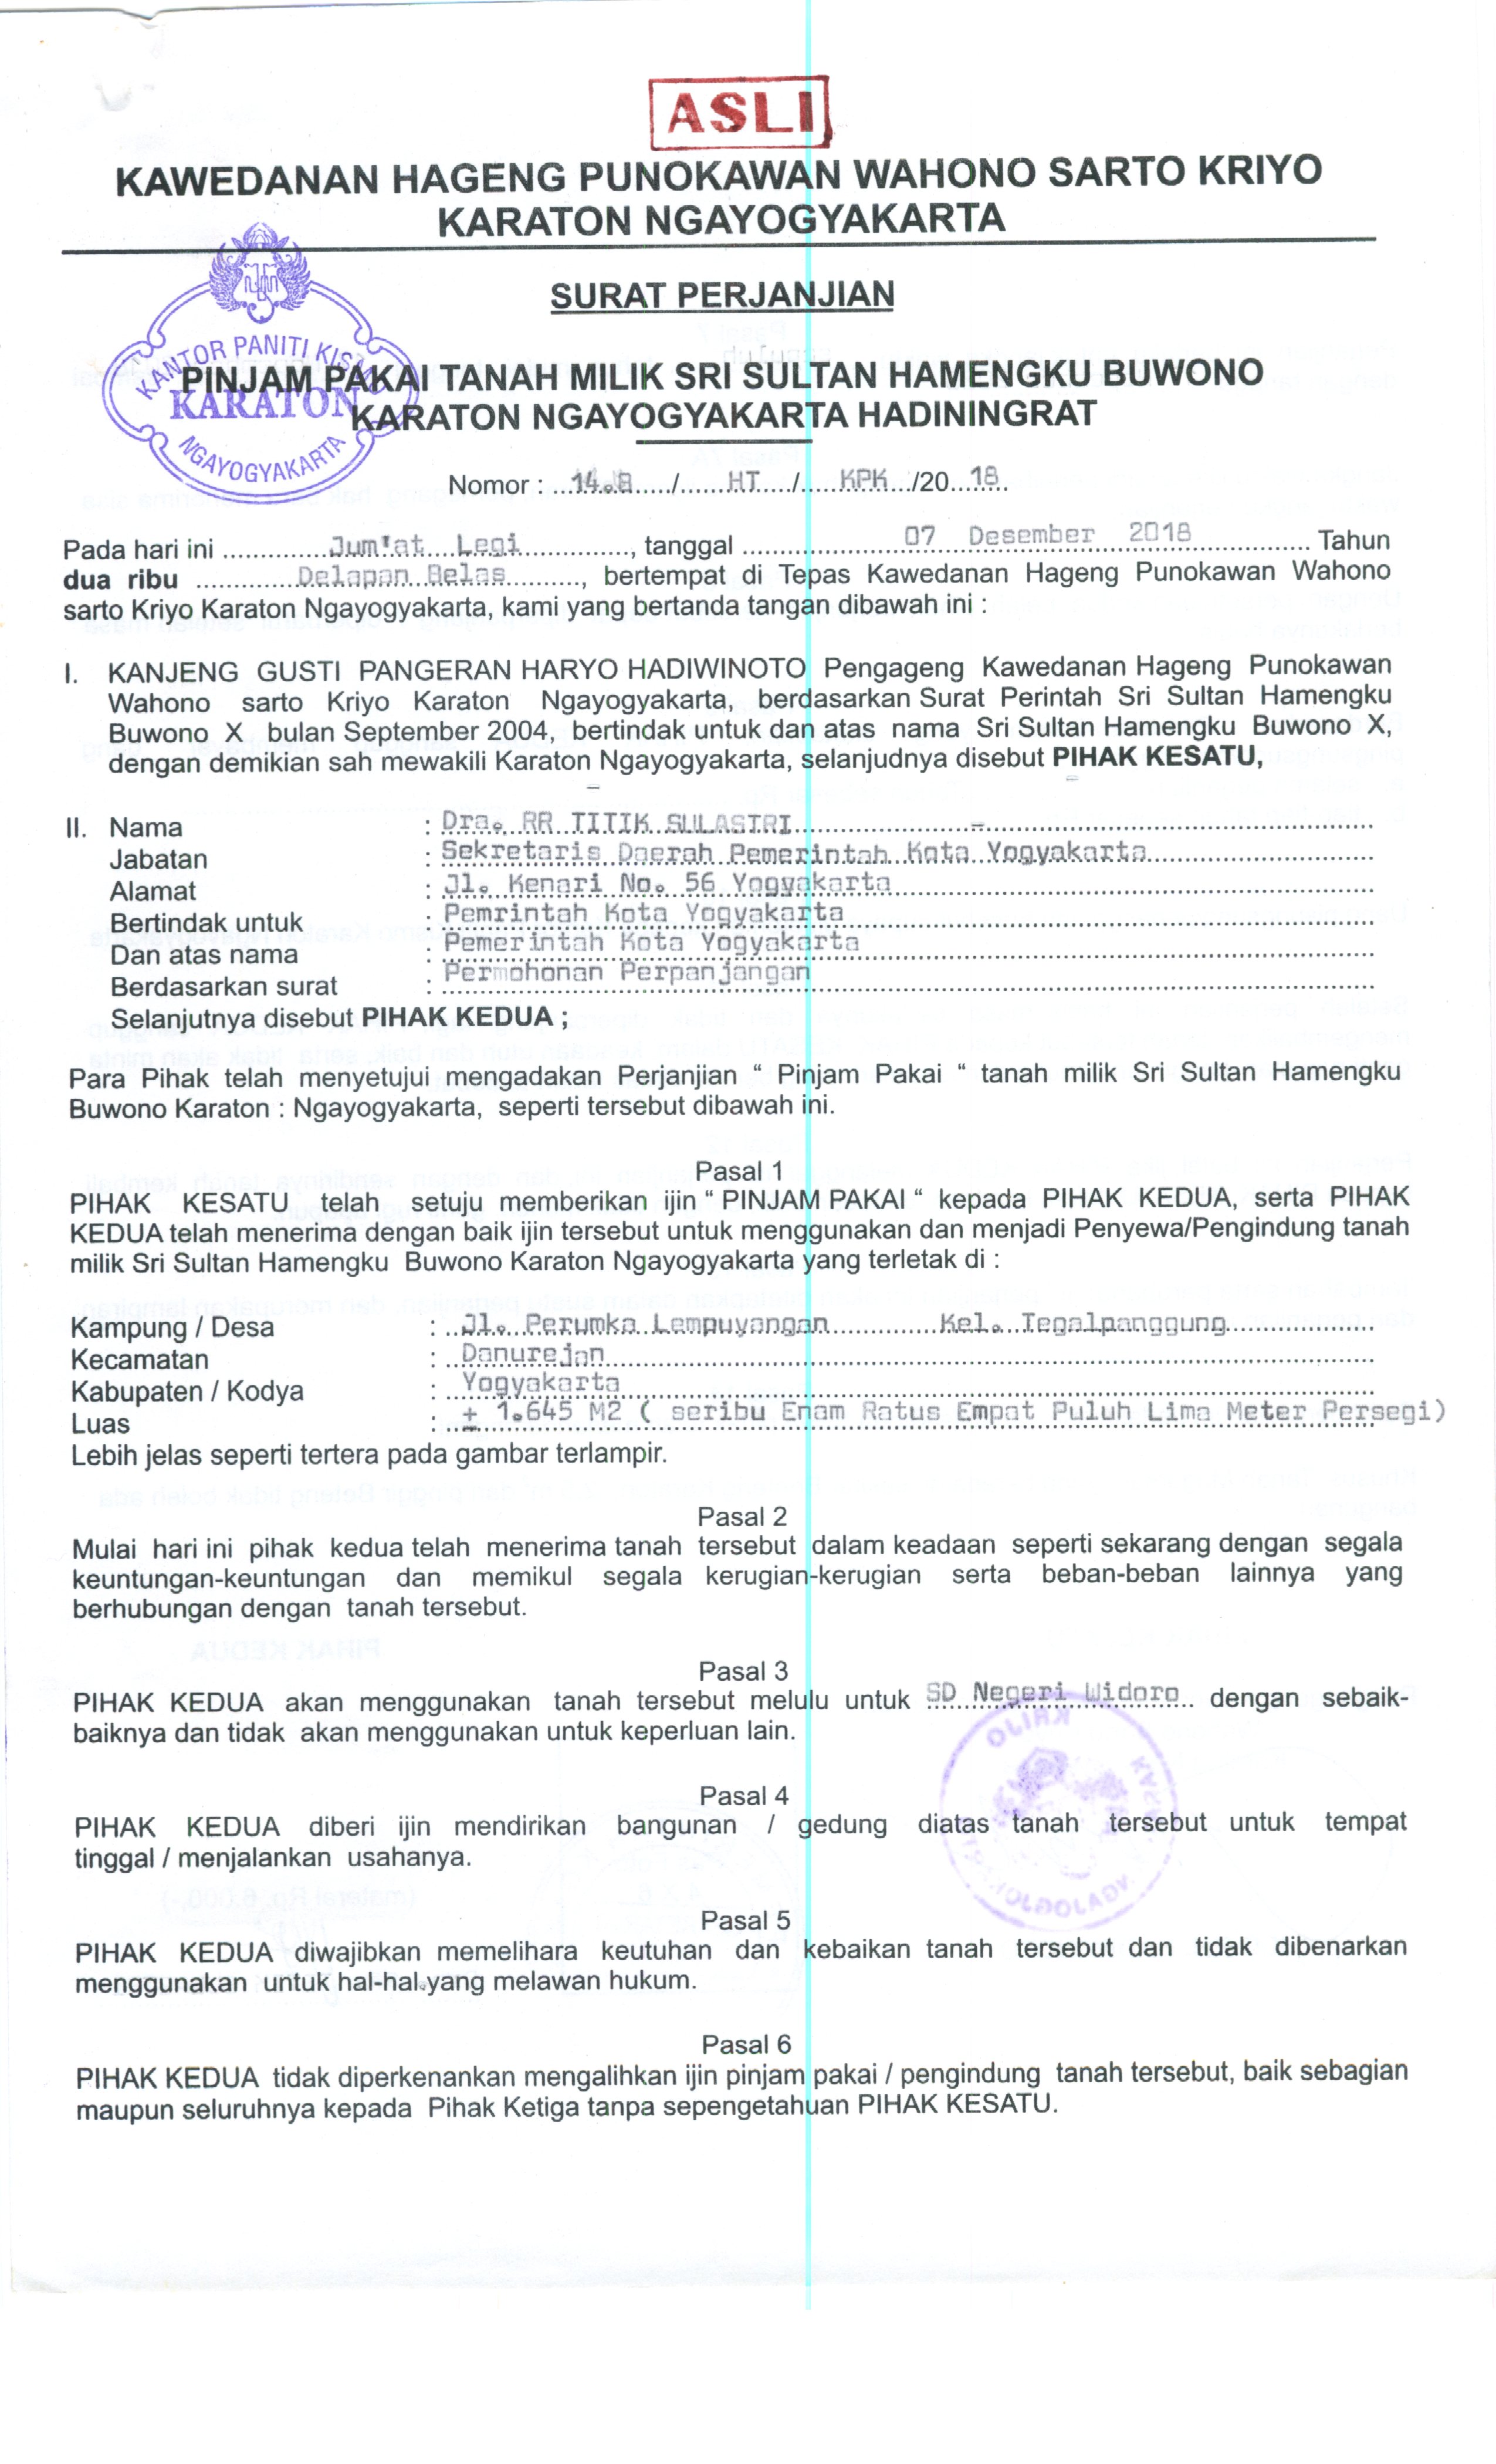 ASLI
KAWEDANAN HAGENG PUNOKAWAN WAHONO SARTO KRIYO
KARATON NGAYOGYAKARTA
SURAT PERJANJIAN
KANTOR PANITI KISMO
KARATON
NGAYOGYAKARTA
PINJAM PAKAI TANAH MILIK SRI SULTAN HAMENGKU BUWONO
KARATON NGAYOGYAKARTA HADININGRAT
Nomor : ...14.8...../......HT..../.....KPK.../20...18..
Pada hari ini ..............Jum'at Legi.............., tanggal ....................07 Desember 2018.............. Tahun
dua ribu .............Delapan Belas.........., bertempat di Tepas Kawedanan Hageng Punokawan Wahono
sarto Kriyo Karaton Ngayogyakarta, kami yang bertanda tangan dibawah ini :
I. KANJENG GUSTI PANGERAN HARYO HADIWINOTO Pengageng Kawedanan Hageng Punokawan
Wahono sarto Kriyo Karaton Ngayogyakarta, berdasarkan Surat Perintah Sri Sultan Hamengku
Buwono X bulan September 2004, bertindak untuk dan atas nama Sri Sultan Hamengku Buwono X,
dengan demikian sah mewakili Karaton Ngayogyakarta, selanjudnya disebut PIHAK KESATU,
II. Nama : Dra. RR TITIK SULASTRI
Jabatan : Sekretaris Daerah Pemerintah Kota Yogyakarta
Alamat : Jl. Kenari No. 56 Yogyakarta
Bertindak untuk : Pemrintah Kota Yogyakarta
Dan atas nama : Pemerintah Kota Yogyakarta
Berdasarkan surat : Permohonan Perpanjangan
Selanjutnya disebut PIHAK KEDUA ;
Para Pihak telah menyetujui mengadakan Perjanjian “ Pinjam Pakai “ tanah milik Sri Sultan Hamengku
Buwono Karaton : Ngayogyakarta, seperti tersebut dibawah ini.
Pasal 1
PIHAK KESATU telah setuju memberikan ijin “ PINJAM PAKAI “ kepada PIHAK KEDUA, serta PIHAK
KEDUA telah menerima dengan baik ijin tersebut untuk menggunakan dan menjadi Penyewa/Pengindung tanah
milik Sri Sultan Hamengku Buwono Karaton Ngayogyakarta yang terletak di :
Kampung / Desa : Jl. Perumka Lempuyangan Kel. Tegalpanggung
Kecamatan : Danurejan
Kabupaten / Kodya : Yogyakarta
Luas : ± 1.645 M2 ( seribu Enam Ratus Empat Puluh Lima Meter Persegi)
Lebih jelas seperti tertera pada gambar terlampir.
Pasal 2
Mulai hari ini pihak kedua telah menerima tanah tersebut dalam keadaan seperti sekarang dengan segala
keuntungan-keuntungan dan memikul segala kerugian-kerugian serta beban-beban lainnya yang
berhubungan dengan tanah tersebut.
Pasal 3
PIHAK KEDUA akan menggunakan tanah tersebut melulu untuk SD Negeri Widoro dengan sebaik-
baiknya dan tidak akan menggunakan untuk keperluan lain.
Pasal 4
PIHAK KEDUA diberi ijin mendirikan bangunan / gedung diatas tanah tersebut untuk tempat
tinggal / menjalankan usahanya.
Pasal 5
PIHAK KEDUA diwajibkan memelihara keutuhan dan kebaikan tanah tersebut dan tidak dibenarkan
menggunakan untuk hal-hal.yang melawan hukum.
Pasal 6
PIHAK KEDUA tidak diperkenankan mengalihkan ijin pinjam pakai / pengindung tanah tersebut, baik sebagian
maupun seluruhnya kepada Pihak Ketiga tanpa sepengetahuan PIHAK KESATU.